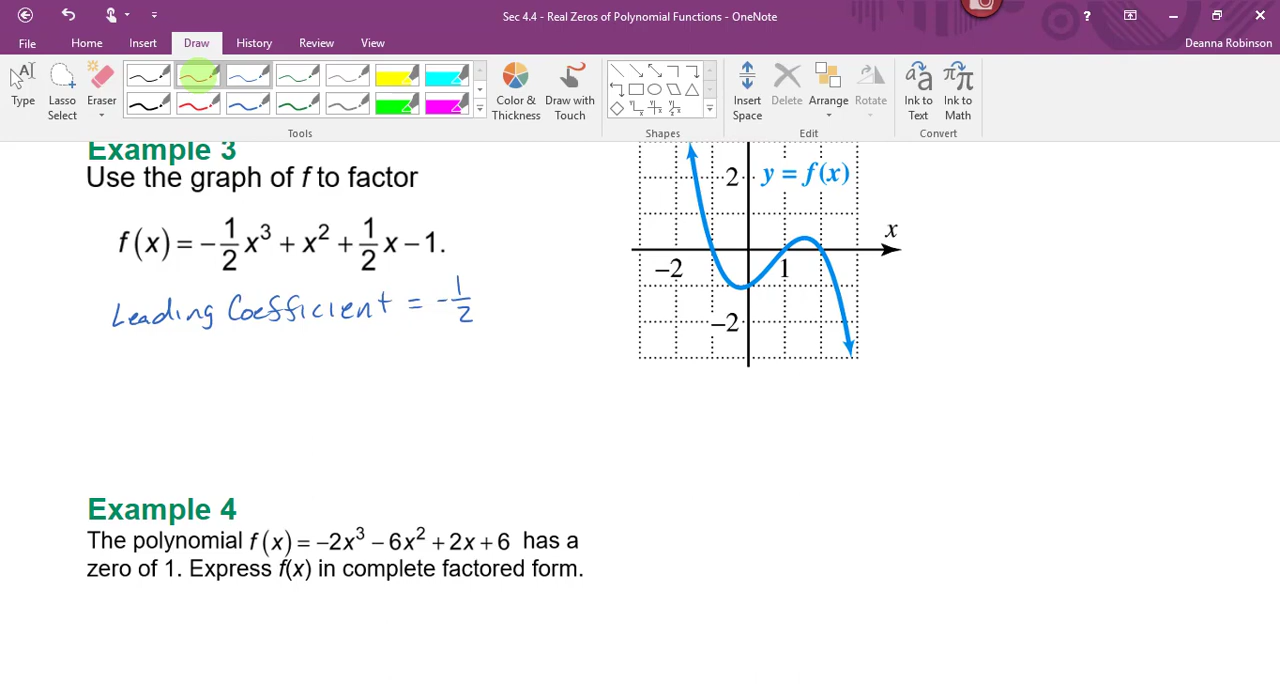 Sec 4.4 - Real Zeros of Polynomial Functions - OneNote
?
File Home Insert Draw History Review View
Deanna Robinson
Type
Lasso Select
Eraser
Color & Thickness
Draw with Touch
Insert Space
Delete
Arrange
Rotate
Ink to Text
Ink to Math
Tools
Shapes
Edit
Convert
Example 3
Use the graph of f to factor
f(x) = -1/2 x³ + x² + 1/2 x - 1.
Leading Coefficient = -1/2
2 y = f(x)
x
-2 1
-2
Example 4
The polynomial f(x) = -2x³ - 6x² + 2x + 6 has a
zero of 1. Express f(x) in complete factored form.